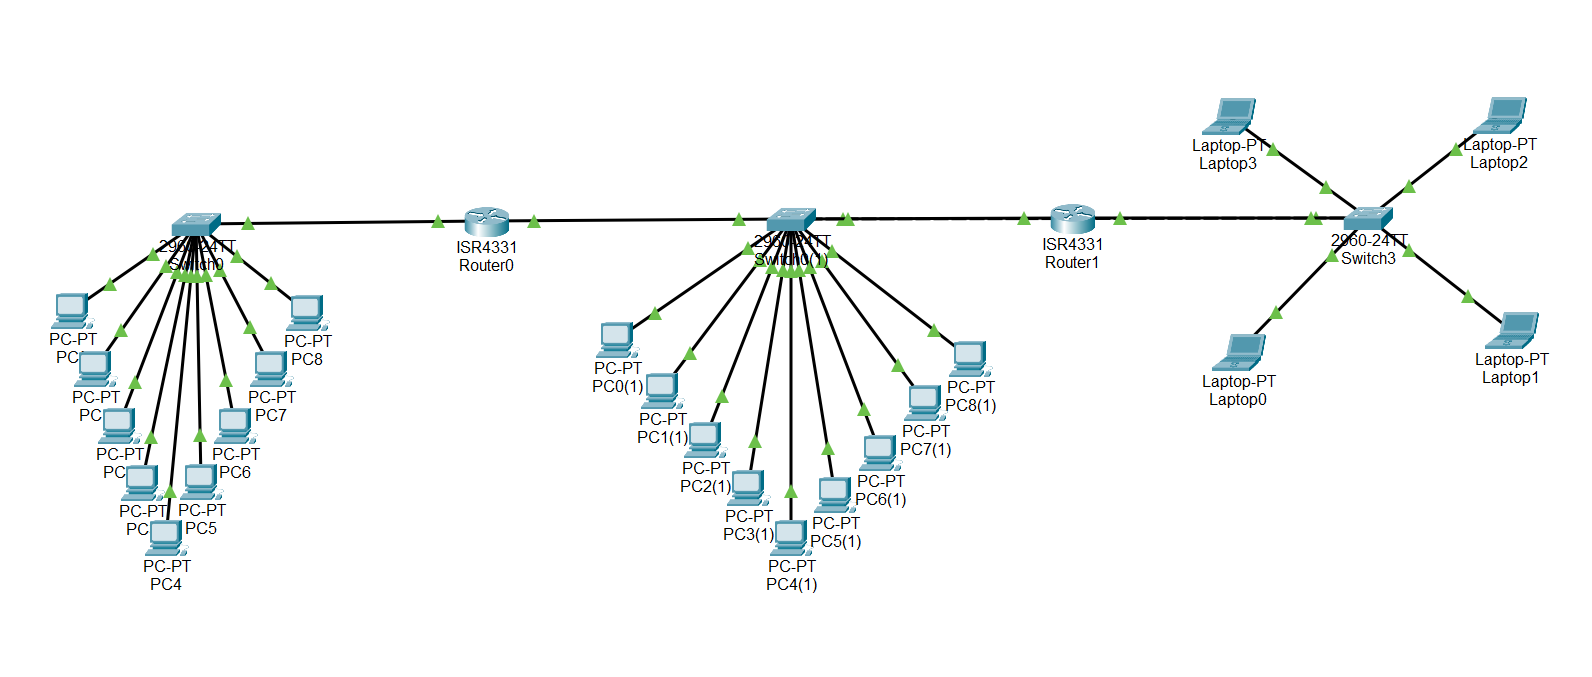 2960-24TT
Switch0
ISR4331
Router0
2960-24TT
Switch0(1)
ISR4331
Router1
2960-24TT
Switch3
Laptop-PT
Laptop3
Laptop-PT
Laptop2
Laptop-PT
Laptop0
Laptop-PT
Laptop1
PC-PT
PC
PC-PT
PC
PC-PT
PC
PC-PT
PC
PC-PT
PC4
PC-PT
PC5
PC-PT
PC6
PC-PT
PC7
PC-PT
PC8
PC-PT
PC0(1)
PC-PT
PC1(1)
PC-PT
PC2(1)
PC-PT
PC3(1)
PC-PT
PC4(1)
PC-PT
PC5(1)
PC-PT
PC6(1)
PC-PT
PC7(1)
PC-PT
PC8(1)